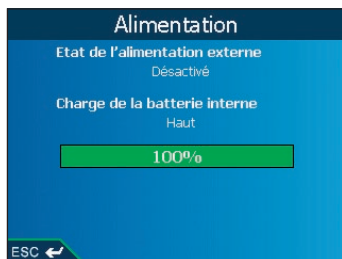 Alimentation
Etat de l'alimentation externe
Désactivé
Charge de la batterie interne
Haut
100%
ESC